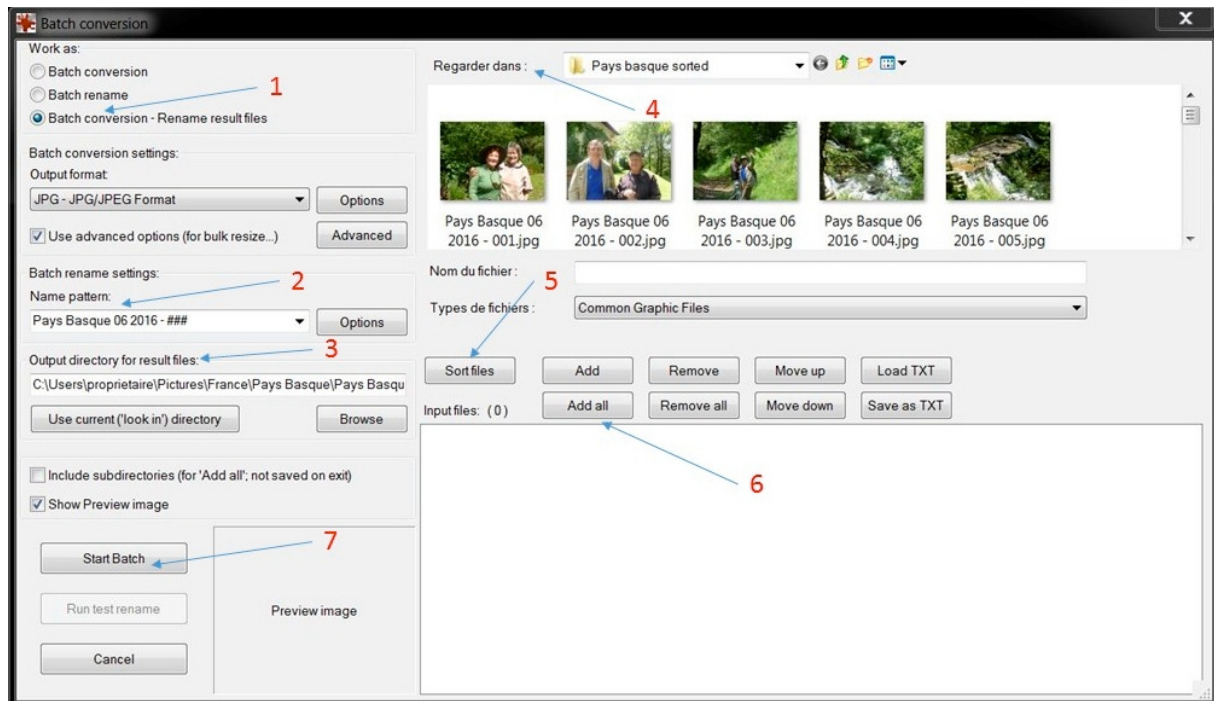 Batch conversion
X
Work as:
Batch conversion
Batch rename
Batch conversion - Rename result files
1
Batch conversion settings:
Output format:
JPG - JPG/JPEG Format
Options
Use advanced options (for bulk resize...)
Advanced
Batch rename settings:
2
Name pattern:
Pays Basque 06 2016 - ###
Options
Output directory for result files:
3
C:\Users\proprietaire\Pictures\France\Pays Basque\Pays Basqu
Use current ('look in') directory
Browse
Include subdirectories (for 'Add all'; not saved on exit)
Show Preview image
Start Batch
7
Run test rename
Cancel
Preview image
Regarder dans :
Pays basque sorted
4
Pays Basque 06 2016 - 001.jpg
Pays Basque 06 2016 - 002.jpg
Pays Basque 06 2016 - 003.jpg
Pays Basque 06 2016 - 004.jpg
Pays Basque 06 2016 - 005.jpg
Nom du fichier :
5
Types de fichiers :
Common Graphic Files
Sort files
Add
Remove
Move up
Load TXT
Input files: ( 0 )
Add all
Remove all
Move down
Save as TXT
6